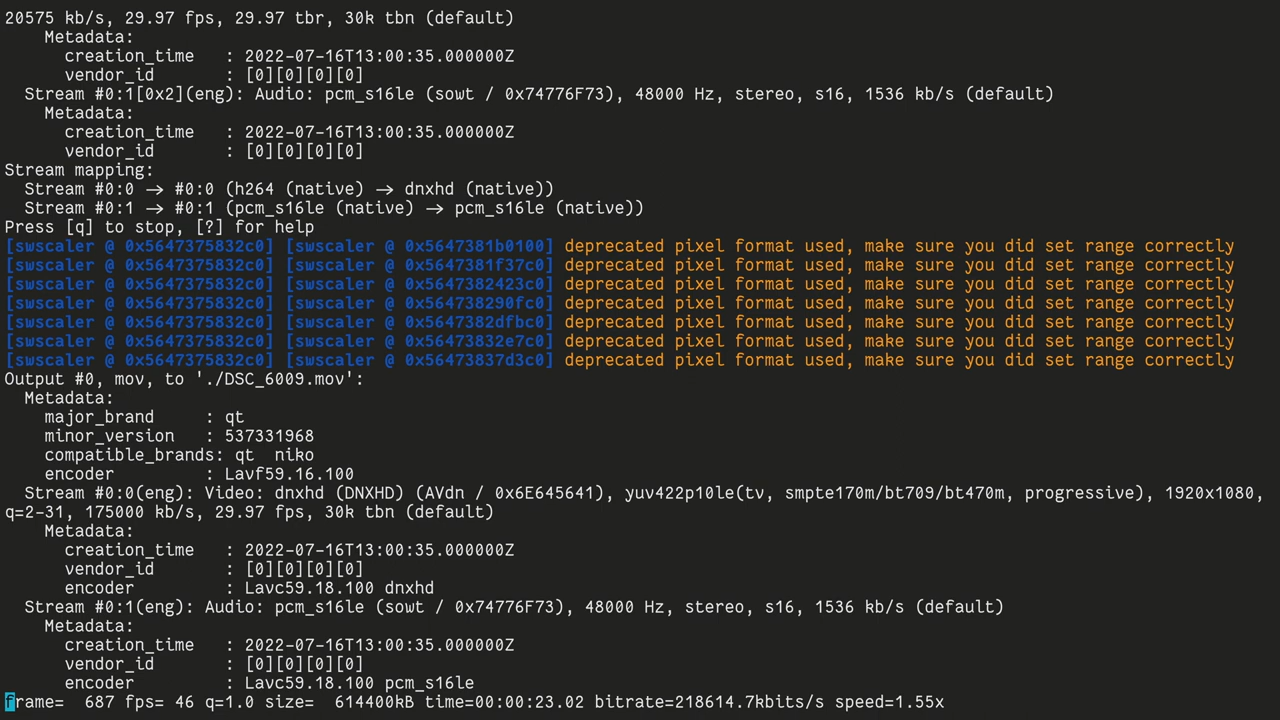 20575 kb/s, 29.97 fps, 29.97 tbr, 30k tbn (default)
    Metadata:
      creation_time   : 2022-07-16T13:00:35.000000Z
      vendor_id       : [0][0][0][0]
  Stream #0:1[0x2](eng): Audio: pcm_s16le (sowt / 0x74776F73), 48000 Hz, stereo, s16, 1536 kb/s (default)
    Metadata:
      creation_time   : 2022-07-16T13:00:35.000000Z
      vendor_id       : [0][0][0][0]
Stream mapping:
  Stream #0:0 -> #0:0 (h264 (native) -> dnxhd (native))
  Stream #0:1 -> #0:1 (pcm_s16le (native) -> pcm_s16le (native))
Press [q] to stop, [?] for help
[swscaler @ 0x5647375832c0] [swscaler @ 0x5647381b0100] deprecated pixel format used, make sure you did set range correctly
[swscaler @ 0x5647375832c0] [swscaler @ 0x5647381f37c0] deprecated pixel format used, make sure you did set range correctly
[swscaler @ 0x5647375832c0] [swscaler @ 0x5647382423c0] deprecated pixel format used, make sure you did set range correctly
[swscaler @ 0x5647375832c0] [swscaler @ 0x564738290fc0] deprecated pixel format used, make sure you did set range correctly
[swscaler @ 0x5647375832c0] [swscaler @ 0x5647382dfbc0] deprecated pixel format used, make sure you did set range correctly
[swscaler @ 0x5647375832c0] [swscaler @ 0x56473832e7c0] deprecated pixel format used, make sure you did set range correctly
[swscaler @ 0x5647375832c0] [swscaler @ 0x56473837d3c0] deprecated pixel format used, make sure you did set range correctly
Output #0, mov, to './DSC_6009.mov':
  Metadata:
    major_brand     : qt
    minor_version   : 537331968
    compatible_brands: qt  niko
    encoder         : Lavf59.16.100
  Stream #0:0(eng): Video: dnxhd (DNXHD) (AVdn / 0x6E645641), yuv422p10le(tv, smpte170m/bt709/bt470m, progressive), 1920x1080,
q=2-31, 175000 kb/s, 29.97 fps, 30k tbn (default)
    Metadata:
      creation_time   : 2022-07-16T13:00:35.000000Z
      vendor_id       : [0][0][0][0]
      encoder         : Lavc59.18.100 dnxhd
  Stream #0:1(eng): Audio: pcm_s16le (sowt / 0x74776F73), 48000 Hz, stereo, s16, 1536 kb/s (default)
    Metadata:
      creation_time   : 2022-07-16T13:00:35.000000Z
      vendor_id       : [0][0][0][0]
      encoder         : Lavc59.18.100 pcm_s16le
frame=  687 fps= 46 q=1.0 size=  614400kB time=00:00:23.02 bitrate=218614.7kbits/s speed=1.55x